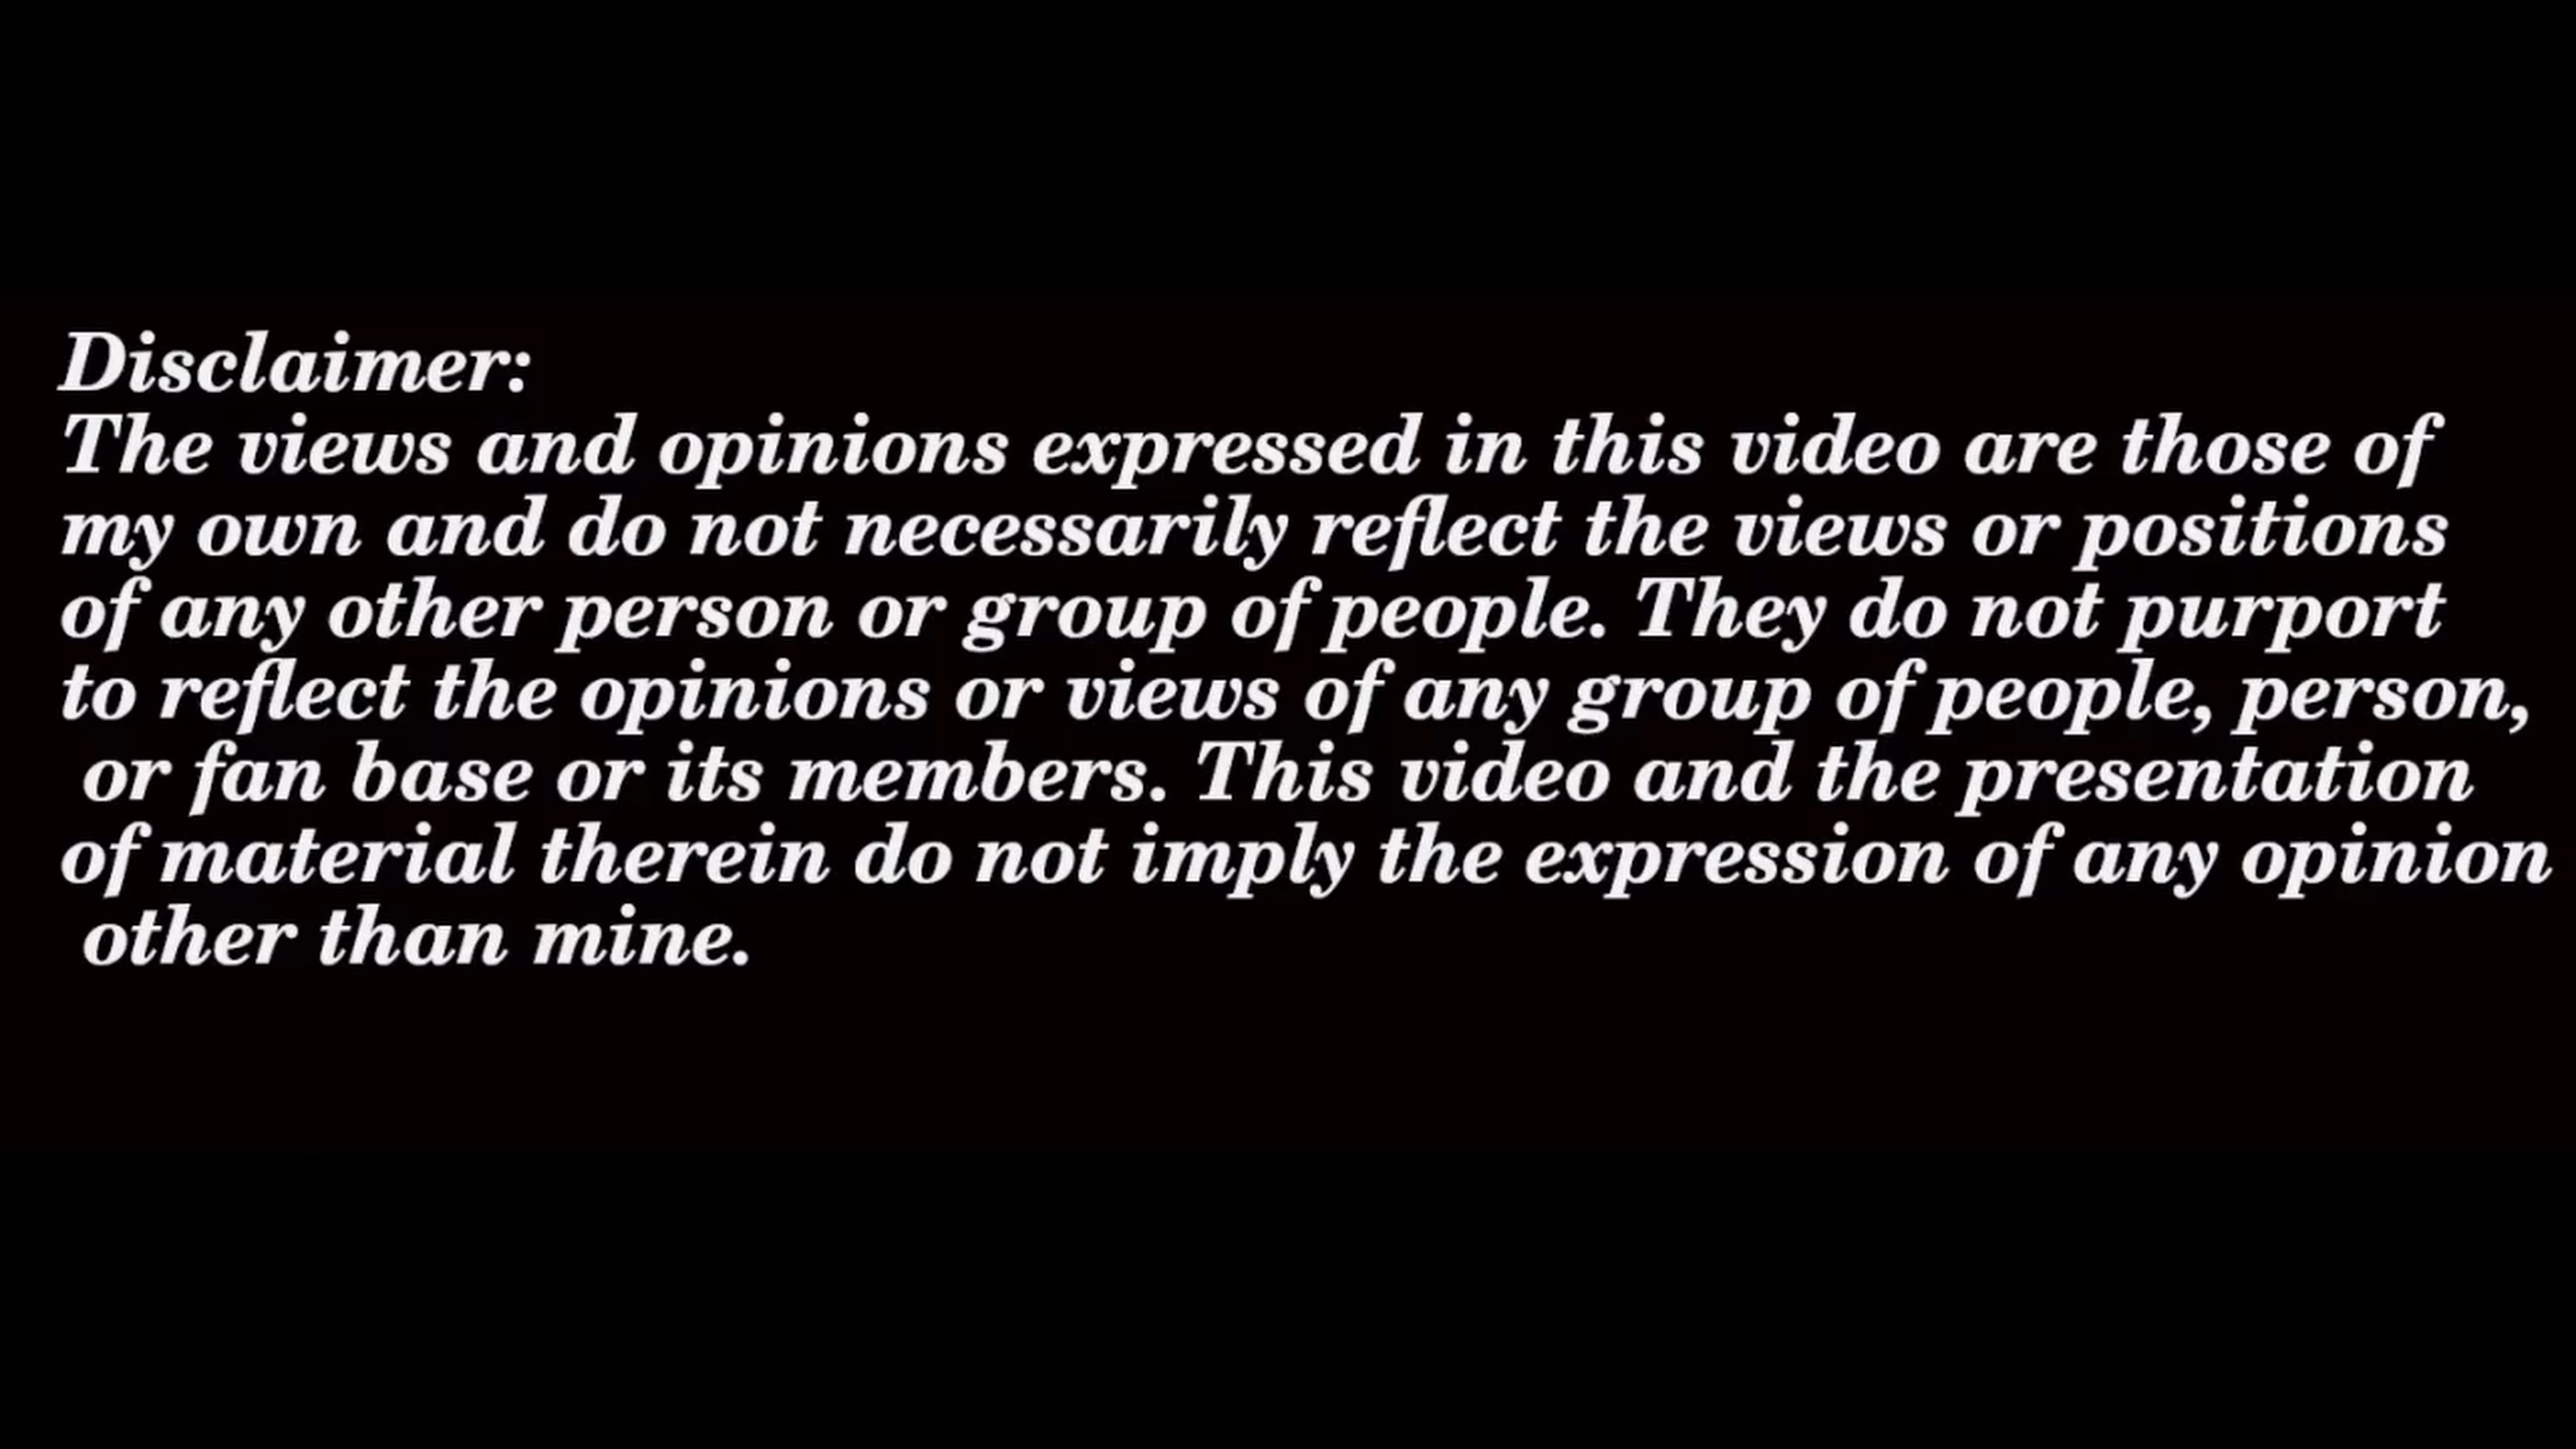 Disclaimer:
The views and opinions expressed in this video are those of
my own and do not necessarily reflect the views or positions
of any other person or group of people. They do not purport
to reflect the opinions or views of any group of people, person,
or fan base or its members. This video and the presentation
of material therein do not imply the expression of any opinion
other than mine.